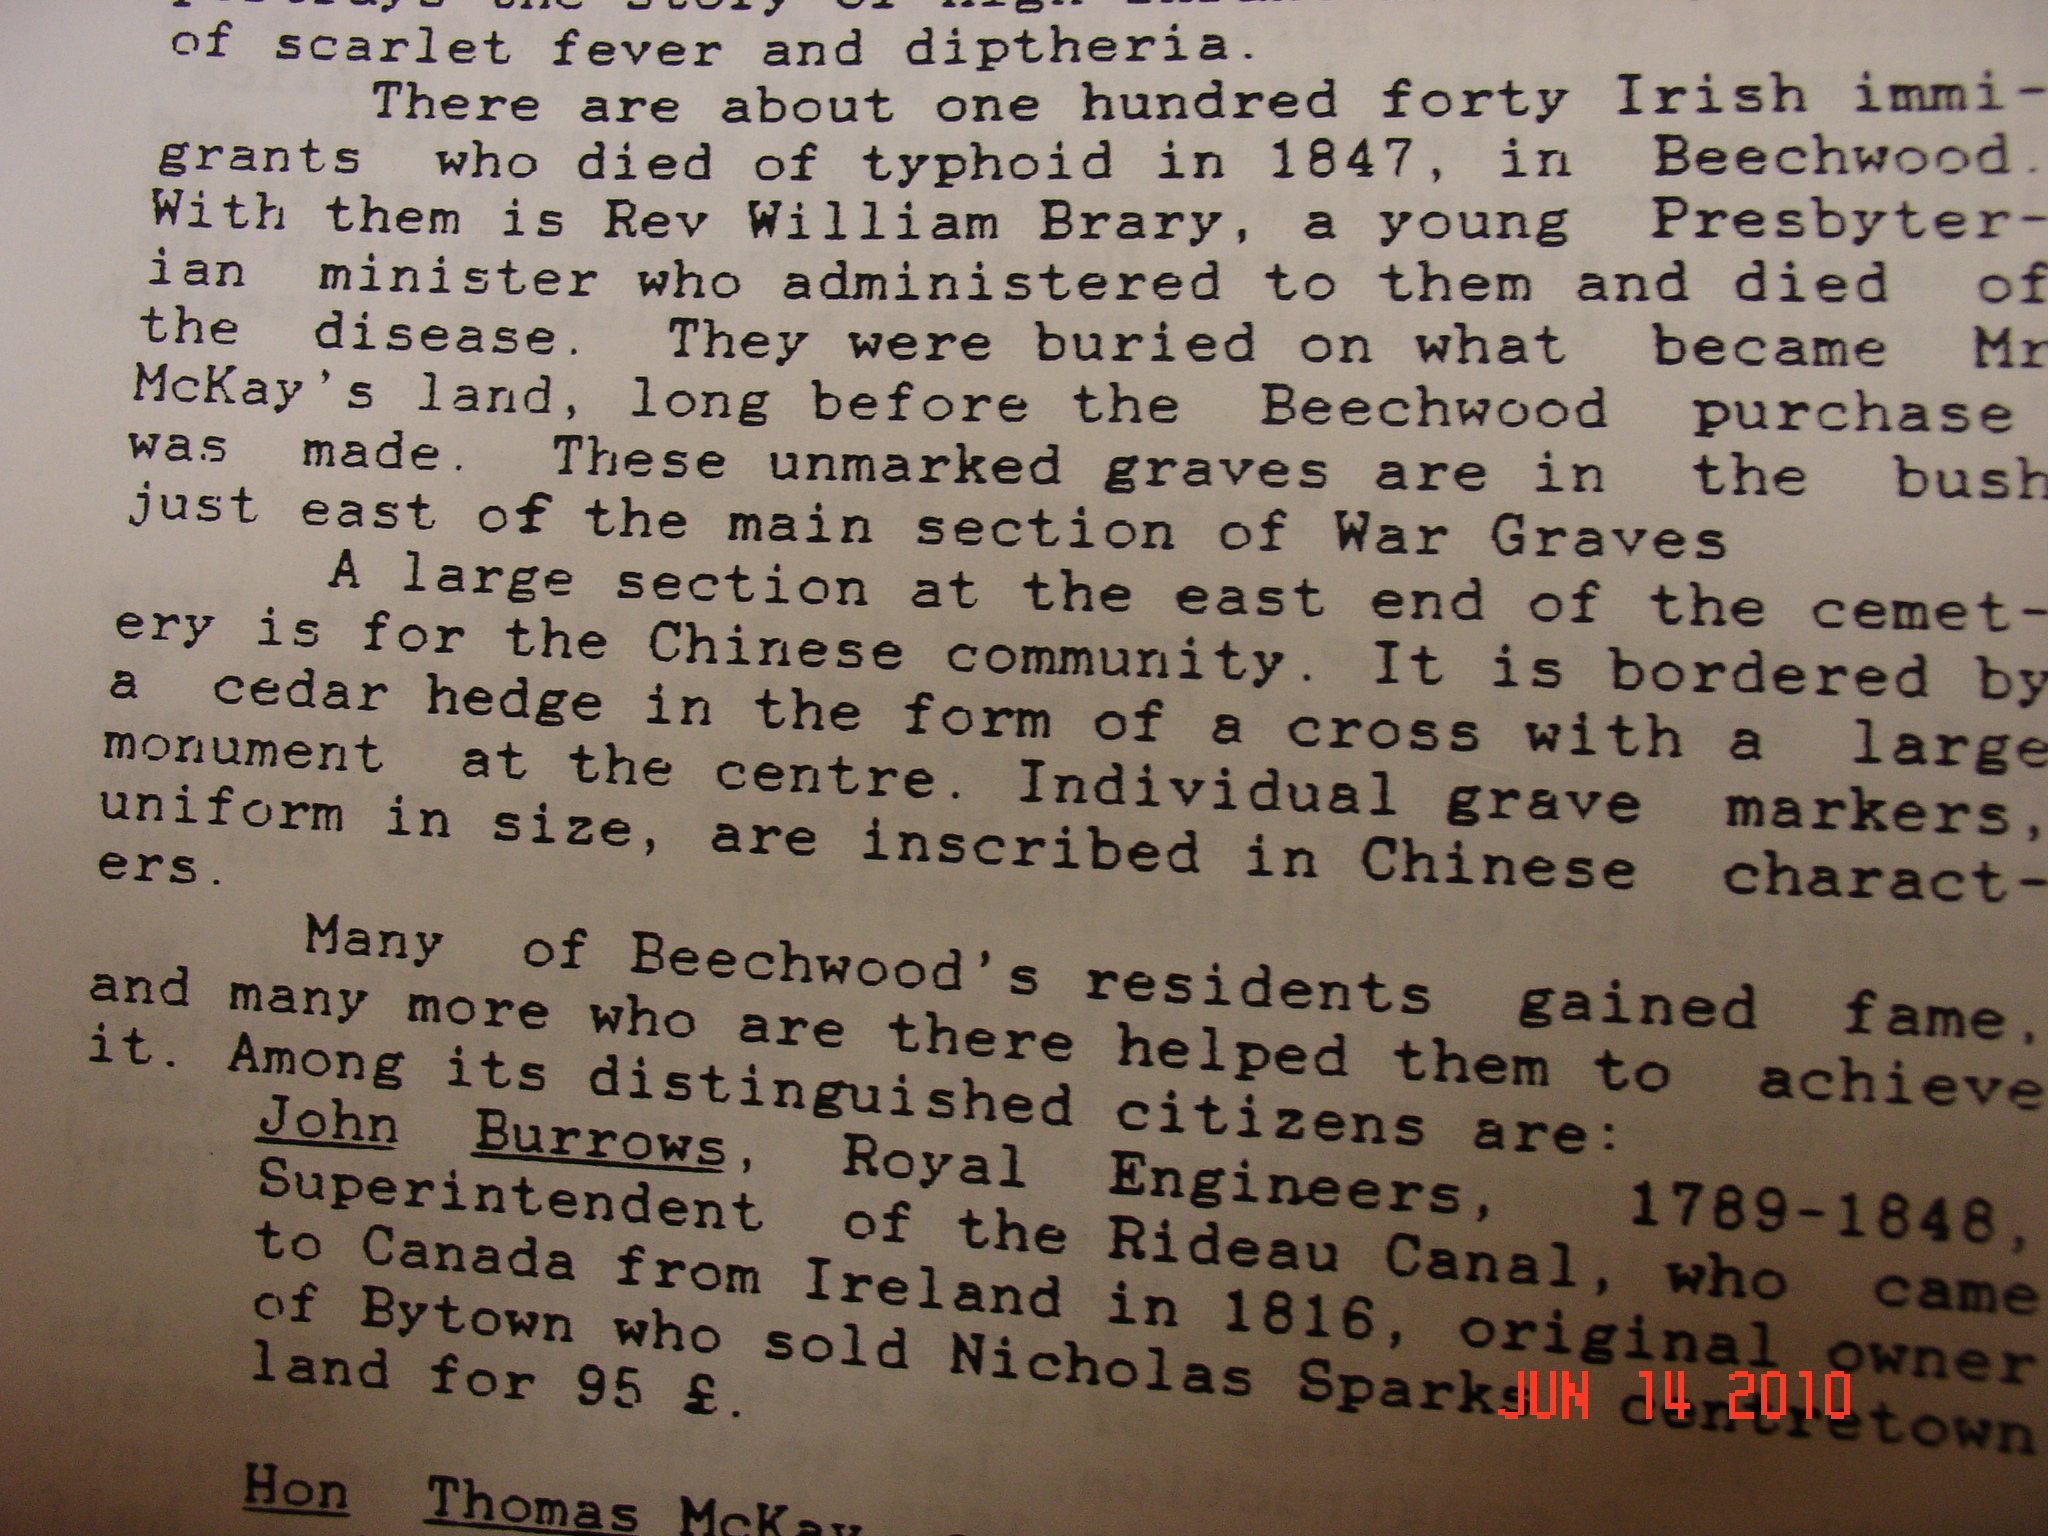 the story of high
of scarlet fever and diptheria.
There are about one hundred forty Irish immi-
grants who died of typhoid in 1847, in Beechwood.
With them is Rev William Brary, a young Presbyter-
ian minister who administered to them and died of
the disease. They were buried on what became Mr
McKay's land, long before the Beechwood purchase
was made. These unmarked graves are in the bush
just east of the main section of War Graves
A large section at the east end of the cemet-
ery is for the Chinese community. It is bordered by
a cedar hedge in the form of a cross with a large
monument at the centre. Individual grave markers,
uniform in size, are inscribed in Chinese charact-
ers.
Many of Beechwood's residents gained fame,
and many more who are there helped them to achieve
it. Among its distinguished citizens are:
John Burrows, Royal Engineers, 1789-1848,
Superintendent of the Rideau Canal, who came
to Canada from Ireland in 1816, original owner
of Bytown who sold Nicholas Sparks centretown
land for 95 £.
Hon Thomas McKay
JUN 14 2010